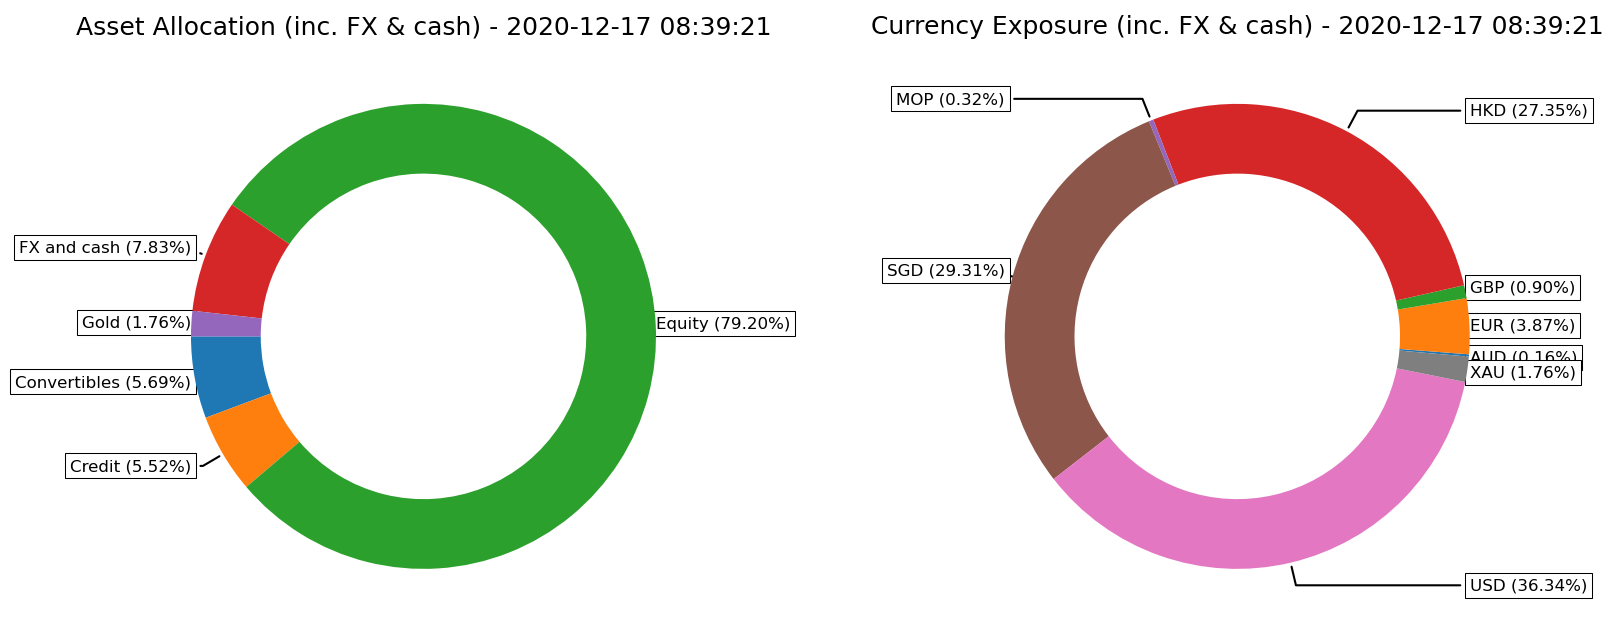 Asset Allocation (inc. FX & cash) - 2020-12-17 08:39:21
FX and cash (7.83%)
Gold (1.76%)
Equity (79.20%)
Convertibles (5.69%)
Credit (5.52%)
Currency Exposure (inc. FX & cash) - 2020-12-17 08:39:21
MOP (0.32%)
HKD (27.35%)
SGD (29.31%)
GBP (0.90%)
EUR (3.87%)
AUD (0.16%)
XAU (1.76%)
USD (36.34%)